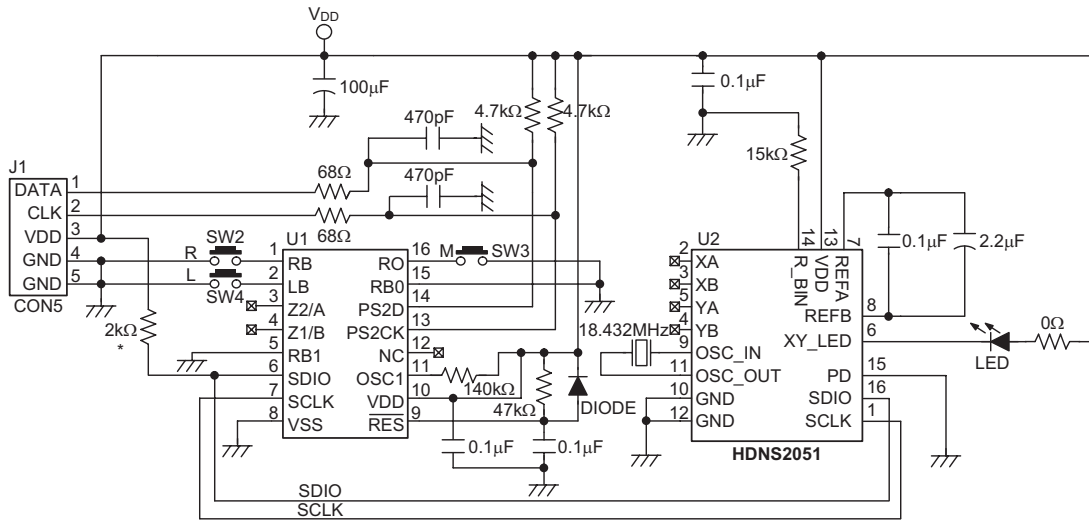 VDD
100µF
0.1µF
4.7kΩ
4.7kΩ
470pF
470pF
68Ω
68Ω
15kΩ
J1
DATA 1
CLK 2
VDD 3
GND 4
GND 5
CON5
R
SW2
L
SW4
2kΩ
*
U1
1 RB
2 LB
3 Z2/A
4 Z1/B
5 RB1
6 SDIO
7 SCLK
8 VSS
RO 16
RB0 15
PS2D 14
PS2CK 13
NC 12
OSC1 11
VDD 10
RES 9
M
SW3
140kΩ
47kΩ
DIODE
0.1µF
0.1µF
18.432MHz
U2
2 XA
3 XB
5 YA
4 YB
9 OSC_IN
11 OSC_OUT
10 GND
12 GND
14 R_BIN
13 VDD
7 REFA
REFB 8
XY_LED 6
PD 15
SDIO 16
SCLK 1
HDNS2051
0.1µF
2.2µF
LED
0Ω
SDIO
SCLK